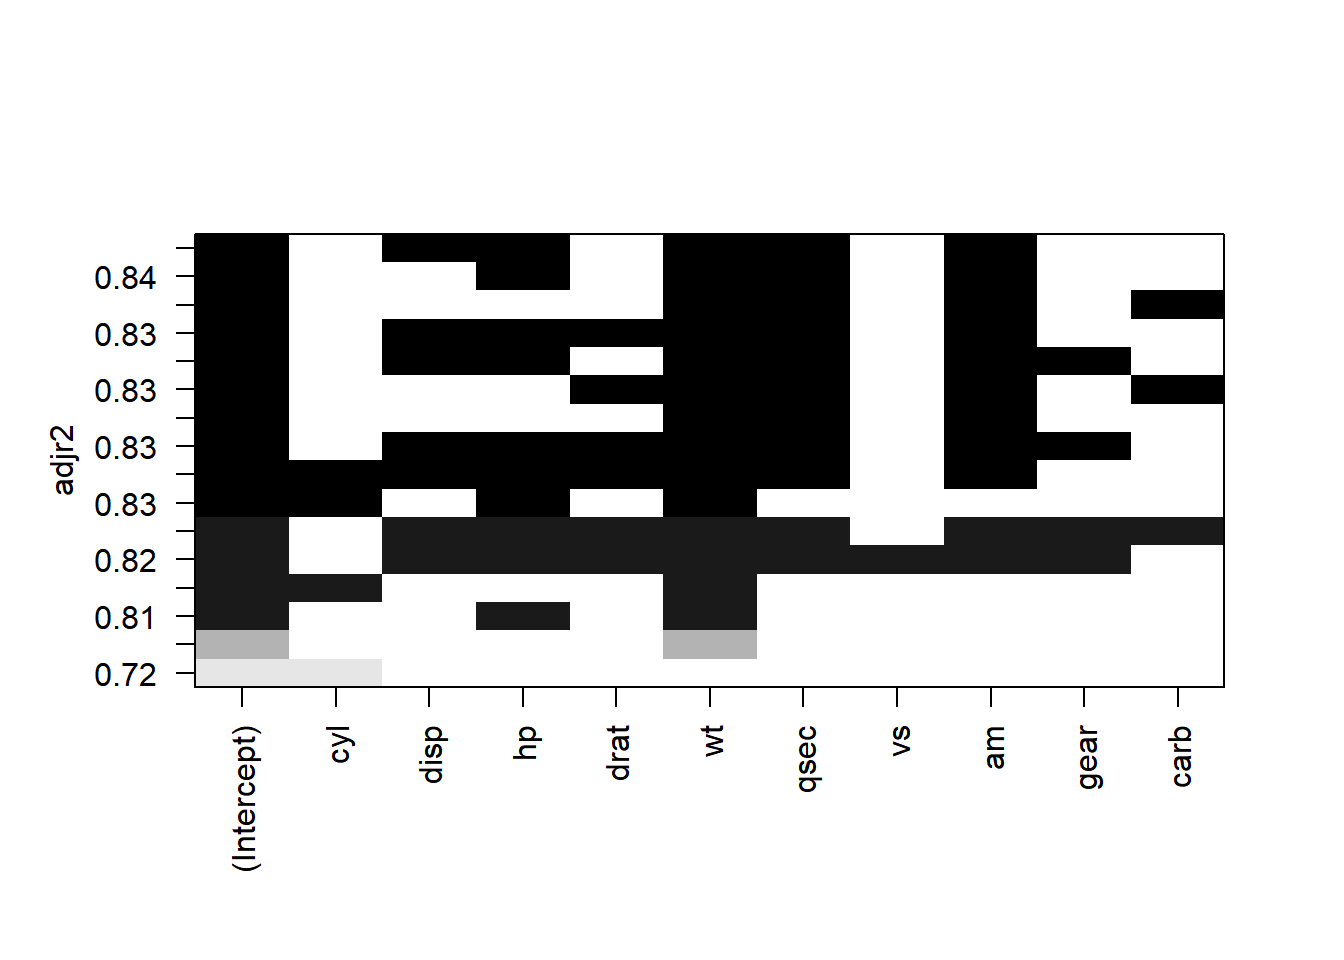 0.84
0.83
0.83
0.83
0.83
0.82
0.81
0.72
adjr2
(Intercept)
cyl
disp
hp
drat
wt
qsec
vs
am
gear
carb